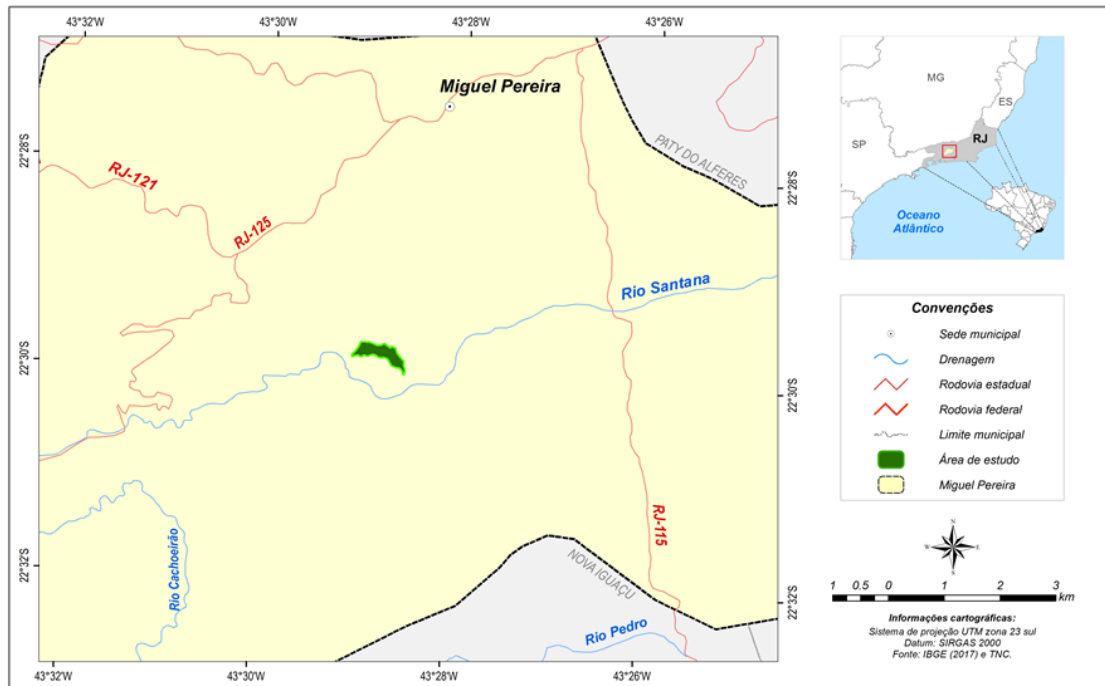 43°32'W
43°30'W
43°28'W
43°26'W
Miguel Pereira
PATY DO ALFERES
22°28'S
22°28'S
RJ-121
RJ-125
Rio Santana
22°30'S
22°30'S
RJ-115
Rio Cachoeirão
NOVA IGUAÇU
22°32'S
22°32'S
Rio Pedro
43°32'W
43°30'W
43°28'W
43°26'W
MG
ES
SP
RJ
Oceano
Atlântico
Convenções
Sede municipal
Drenagem
Rodovia estadual
Rodovia federal
Limite municipal
Área de estudo
Miguel Pereira
N
W
E
S
1 0.5 0 1 2 3
km
Informações cartográficas:
Sistema de projeção UTM zona 23 sul
Datum: SIRGAS 2000
Fonte: IBGE (2017) e TNC.